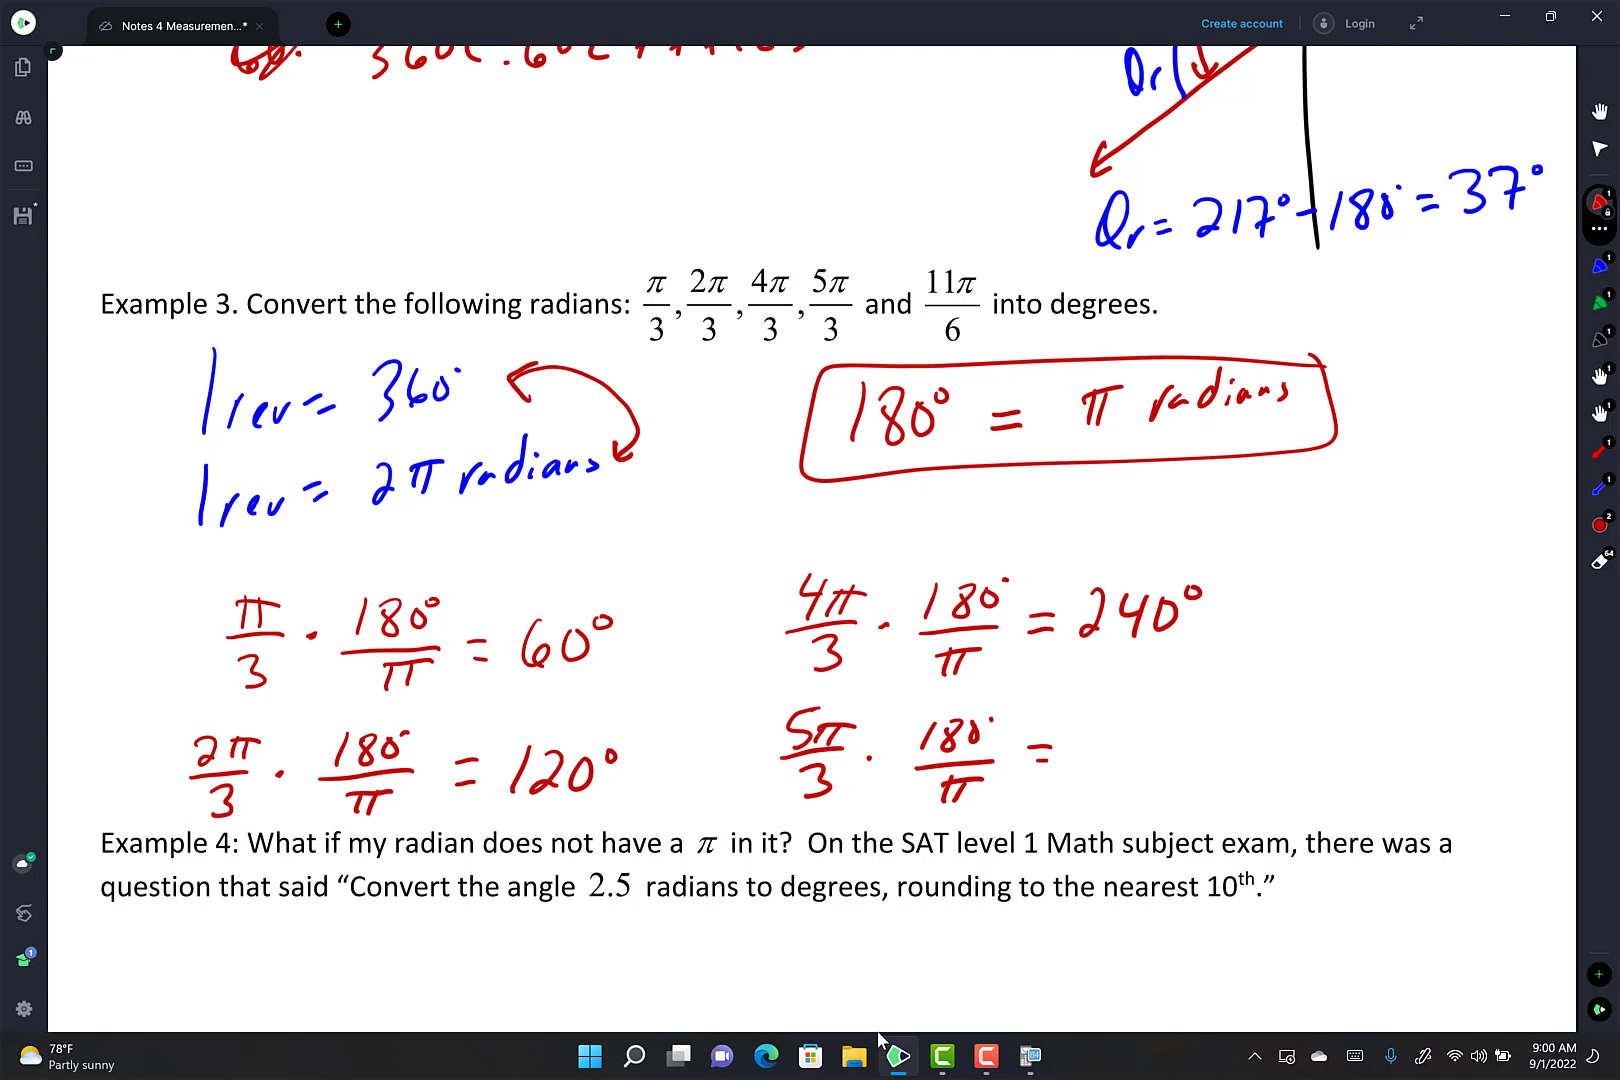 Notes 4 Measuremen...*
Create account
Login
θr = 217° - 180° = 37°
Example 3. Convert the following radians: π/3, 2π/3, 4π/3, 5π/3 and 11π/6 into degrees.
1 rev = 360°
180° = π radians
1 rev = 2π radians
π/3 · 180°/π = 60°
4π/3 · 180°/π = 240°
2π/3 · 180°/π = 120°
5π/3 · 180°/π =
Example 4: What if my radian does not have a π in it? On the SAT level 1 Math subject exam, there was a
question that said “Convert the angle 2.5 radians to degrees, rounding to the nearest 10th.”
78°F
Partly sunny
9:00 AM
9/1/2022